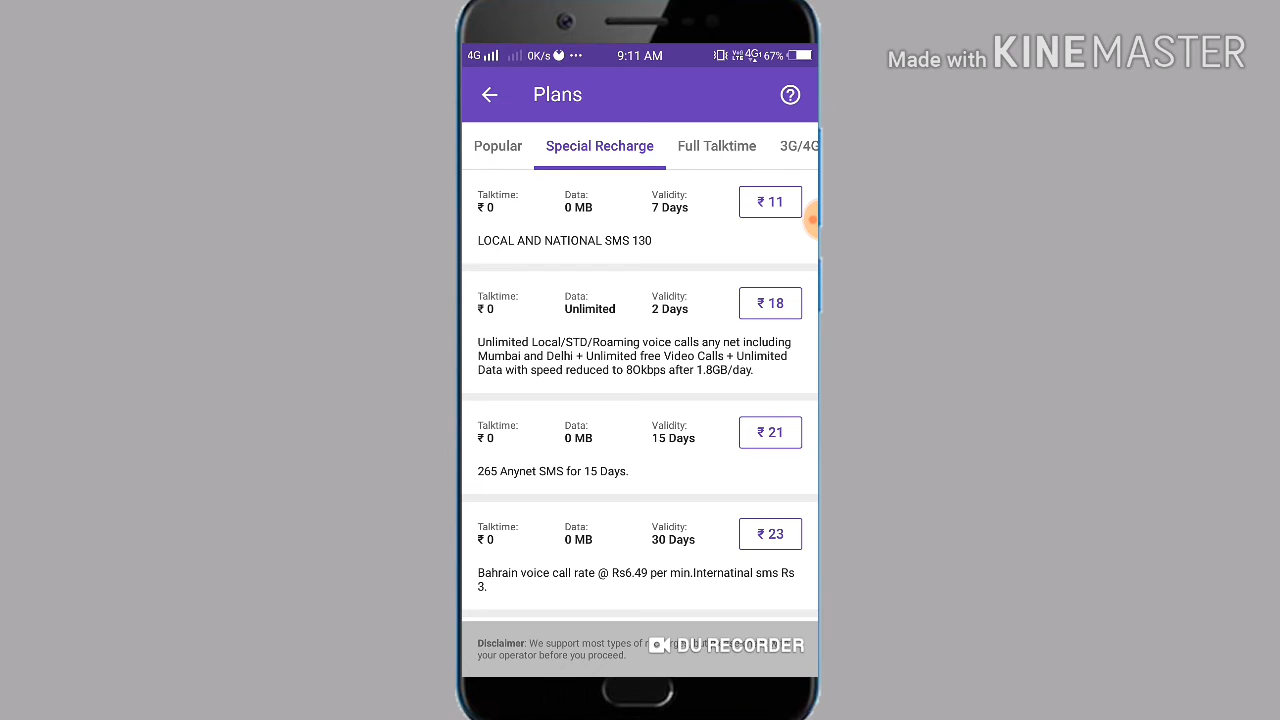 Made with KINEMASTER
4G 0K/s ... 9:11 AM Vo LTE 4G 67%
Plans
Popular Special Recharge Full Talktime 3G/4G
Talktime: Data: Validity:
₹ 0 0 MB 7 Days ₹ 11
LOCAL AND NATIONAL SMS 130
Talktime: Data: Validity:
₹ 0 Unlimited 2 Days ₹ 18
Unlimited Local/STD/Roaming voice calls any net including
Mumbai and Delhi + Unlimited free Video Calls + Unlimited
Data with speed reduced to 80kbps after 1.8GB/day.
Talktime: Data: Validity:
₹ 0 0 MB 15 Days ₹ 21
265 Anynet SMS for 15 Days.
Talktime: Data: Validity:
₹ 0 0 MB 30 Days ₹ 23
Bahrain voice call rate @ Rs6.49 per min.Internatinal sms Rs
3.
Disclaimer: We support most types of
your operator before you proceed.
DU RECORDER